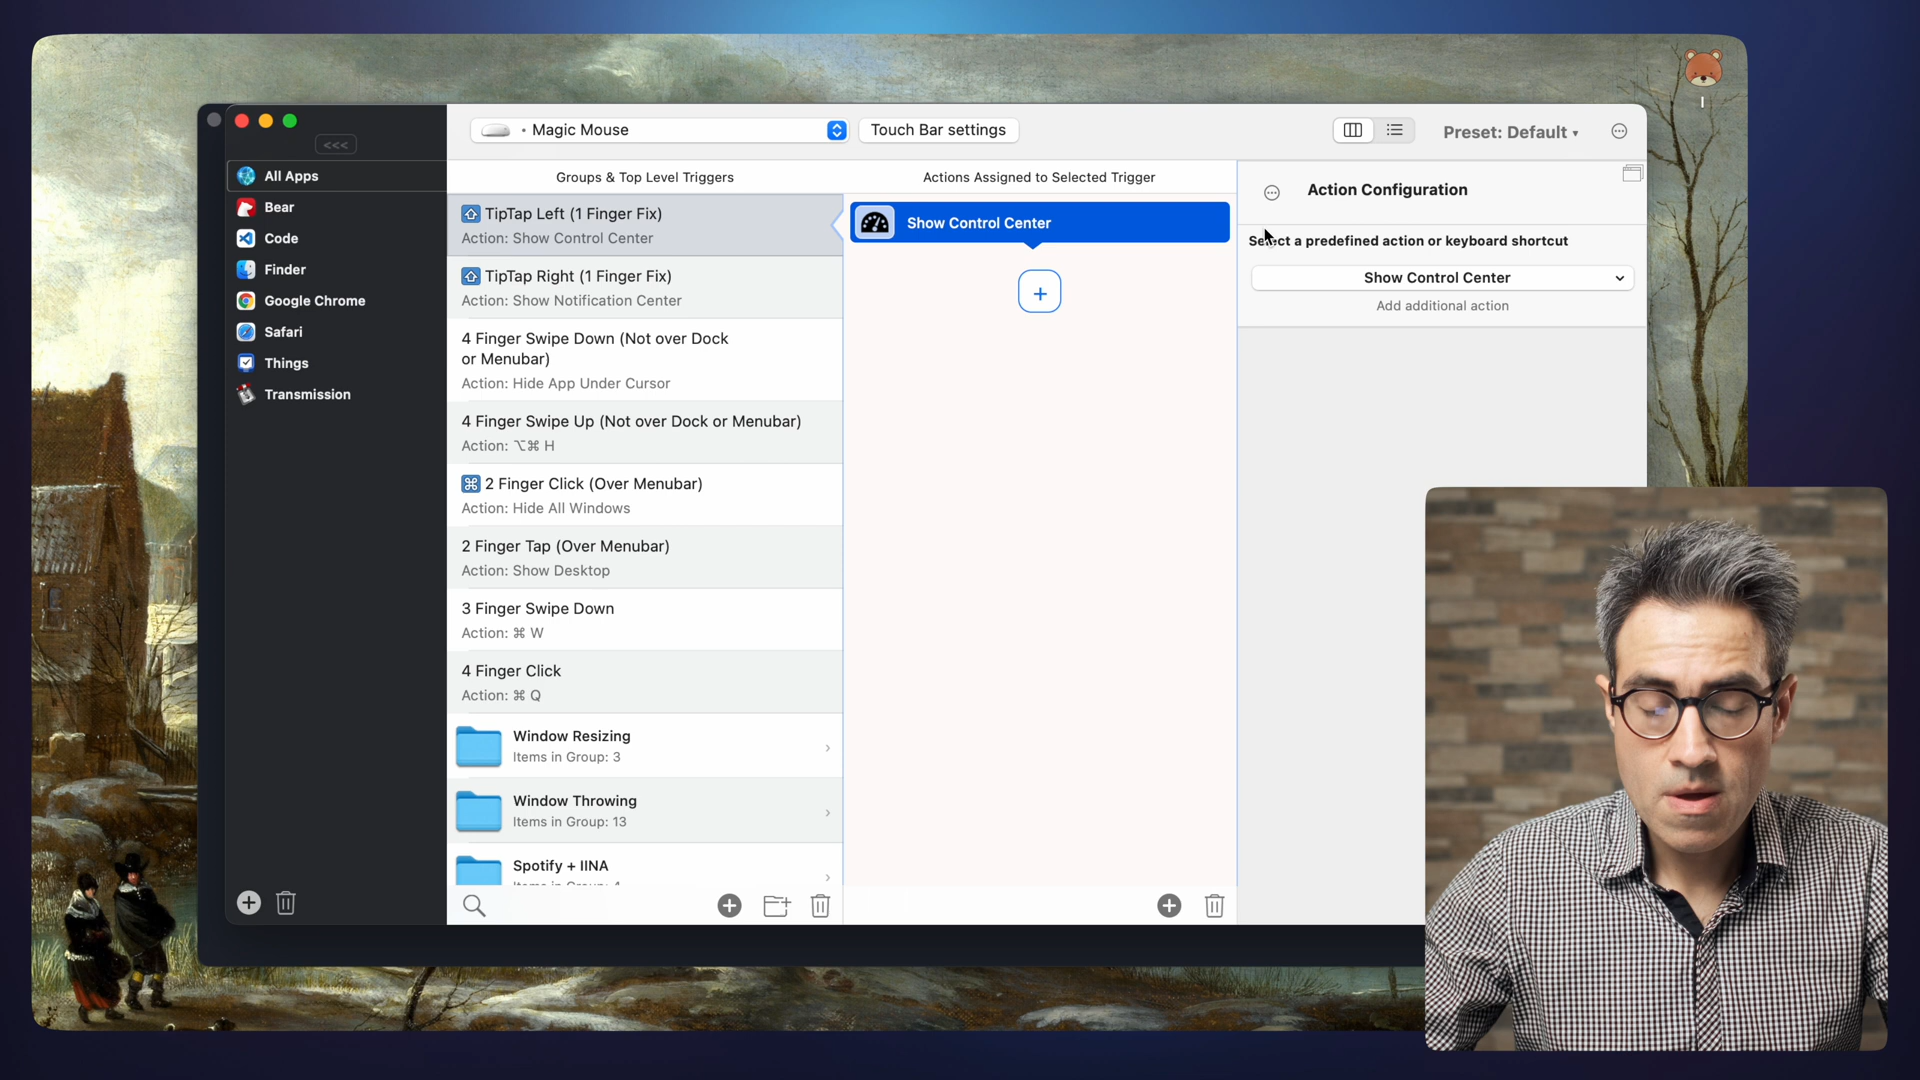 <<<
Magic Mouse
Touch Bar settings
Preset: Default
All Apps
Bear
Code
Finder
Google Chrome
Safari
Things
Transmission
Groups & Top Level Triggers
TipTap Left (1 Finger Fix)
Action: Show Control Center
TipTap Right (1 Finger Fix)
Action: Show Notification Center
4 Finger Swipe Down (Not over Dock
or Menubar)
Action: Hide App Under Cursor
4 Finger Swipe Up (Not over Dock or Menubar)
Action: ⌥⌘ H
⌘ 2 Finger Click (Over Menubar)
Action: Hide All Windows
2 Finger Tap (Over Menubar)
Action: Show Desktop
3 Finger Swipe Down
Action: ⌘ W
4 Finger Click
Action: ⌘ Q
Window Resizing
Items in Group: 3
Window Throwing
Items in Group: 13
Spotify + IINA
Actions Assigned to Selected Trigger
Show Control Center
Action Configuration
Select a predefined action or keyboard shortcut
Show Control Center
Add additional action